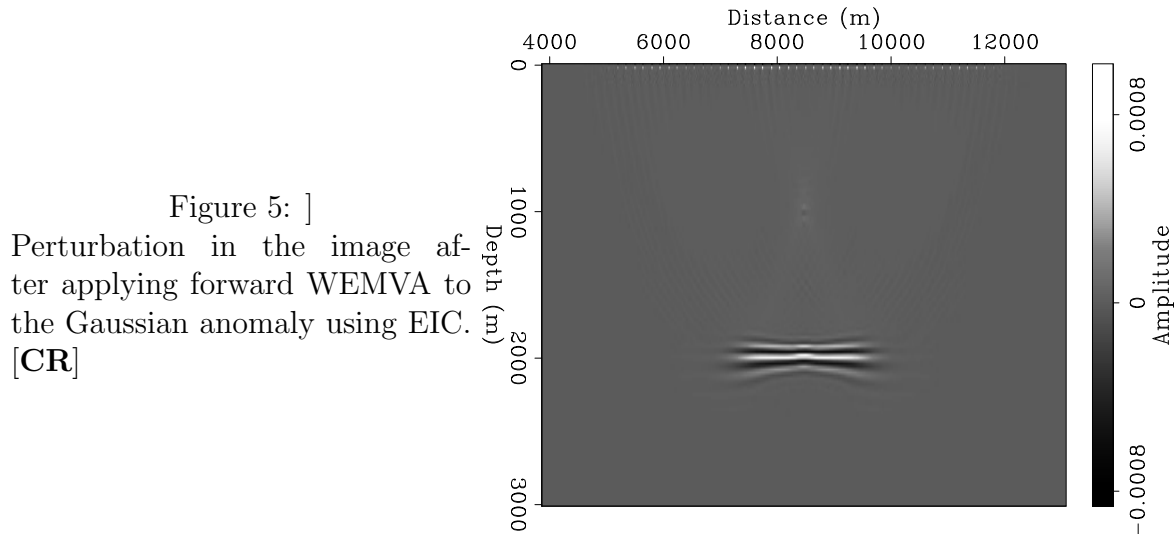 Figure 5: ]
Perturbation in the image af-
ter applying forward WEMVA to
the Gaussian anomaly using EIC.
[CR]
Distance (m)
4000 6000 8000 10000 12000
Depth (m)
0
1000
2000
3000
0.0008
0
−0.0008
Amplitude